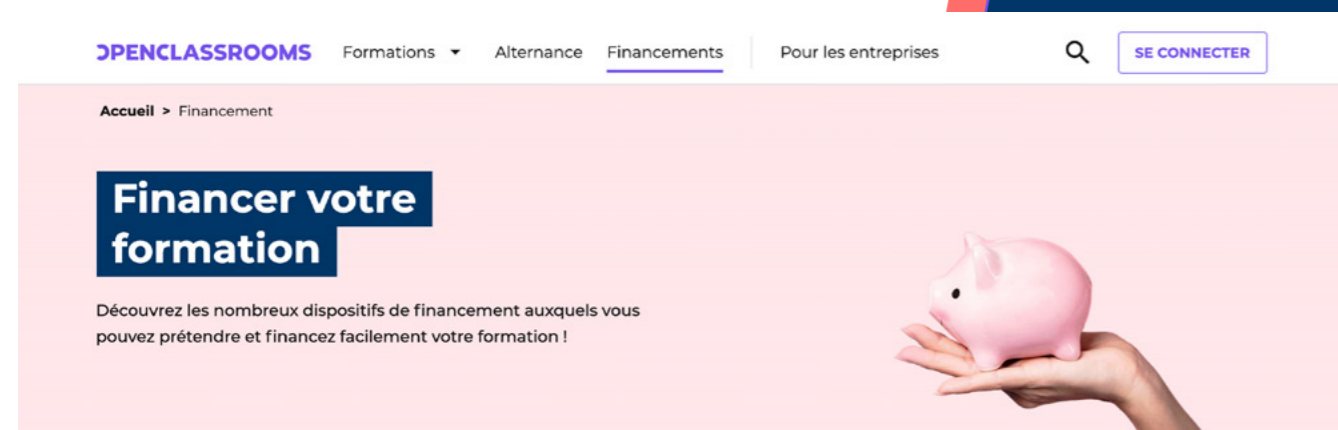 OPENCLASSROOMS Formations Alternance Financements Pour les entreprises SE CONNECTER
Accueil > Financement
Financer votre
formation
Découvrez les nombreux dispositifs de financement auxquels vous
pouvez prétendre et financez facilement votre formation !